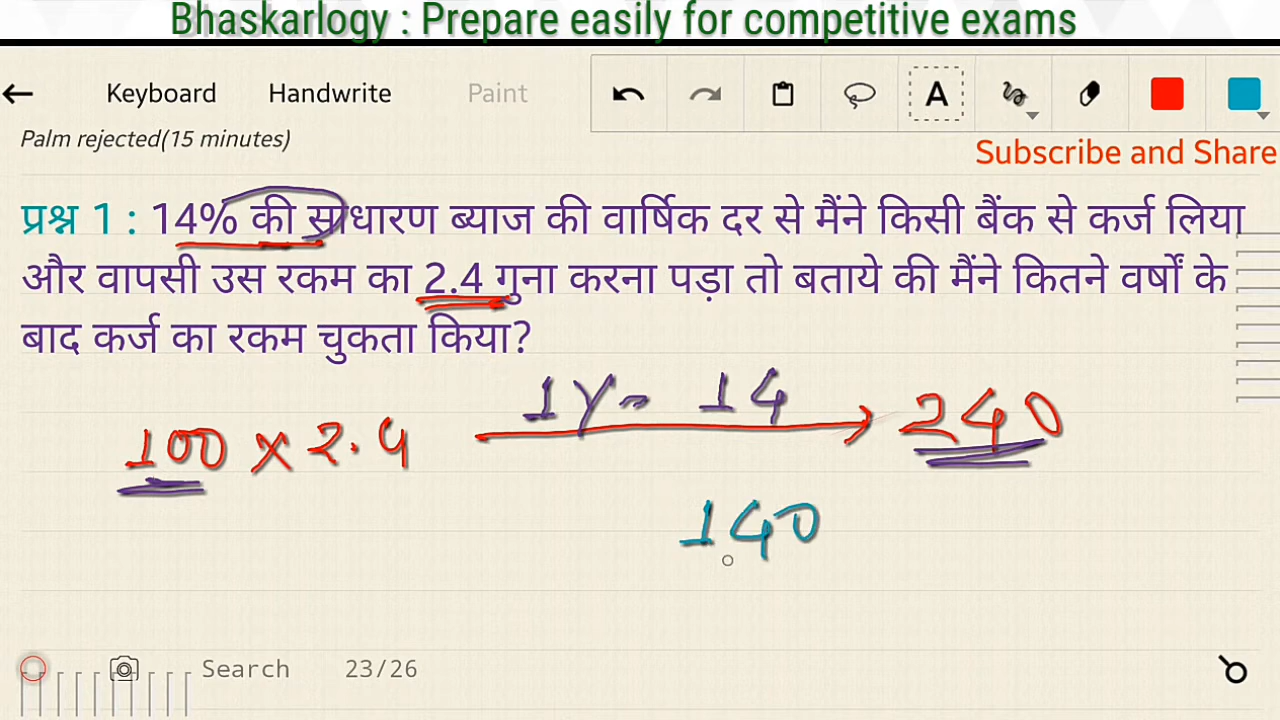 Bhaskarlogy : Prepare easily for competitive exams
Keyboard Handwrite Paint A
Palm rejected(15 minutes)
Subscribe and Share
प्रश्न 1 : 14% की साधारण ब्याज की वार्षिक दर से मैंने किसी बैंक से कर्ज लिया
और वापसी उस रकम का 2.4 गुना करना पड़ा तो बताये की मैंने कितने वर्षों के
बाद कर्ज का रकम चुकता किया?
1Y= 14
100 × 2.4 → 240
140
Search 23/26